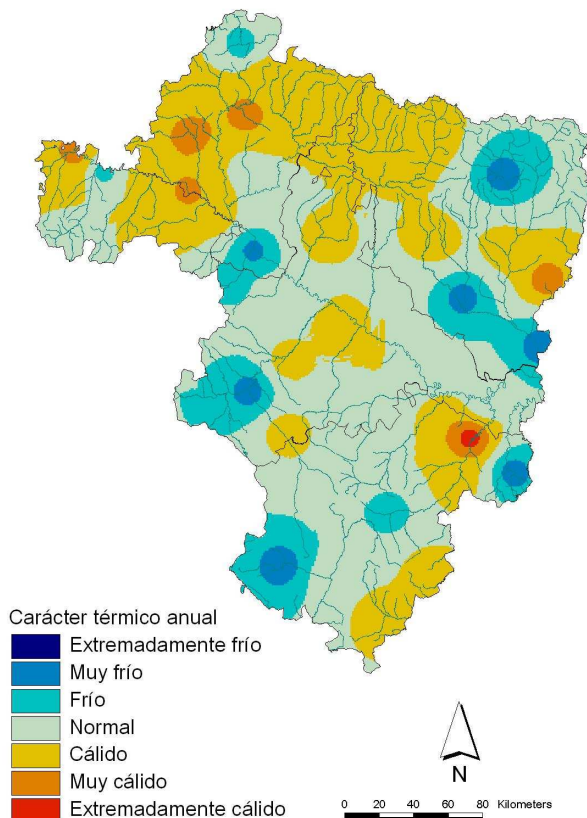 Carácter térmico anual
Extremadamente frío
Muy frío
Frío
Normal
Cálido
Muy cálido
Extremadamente cálido
N
0 20 40 60 80 Kilometers